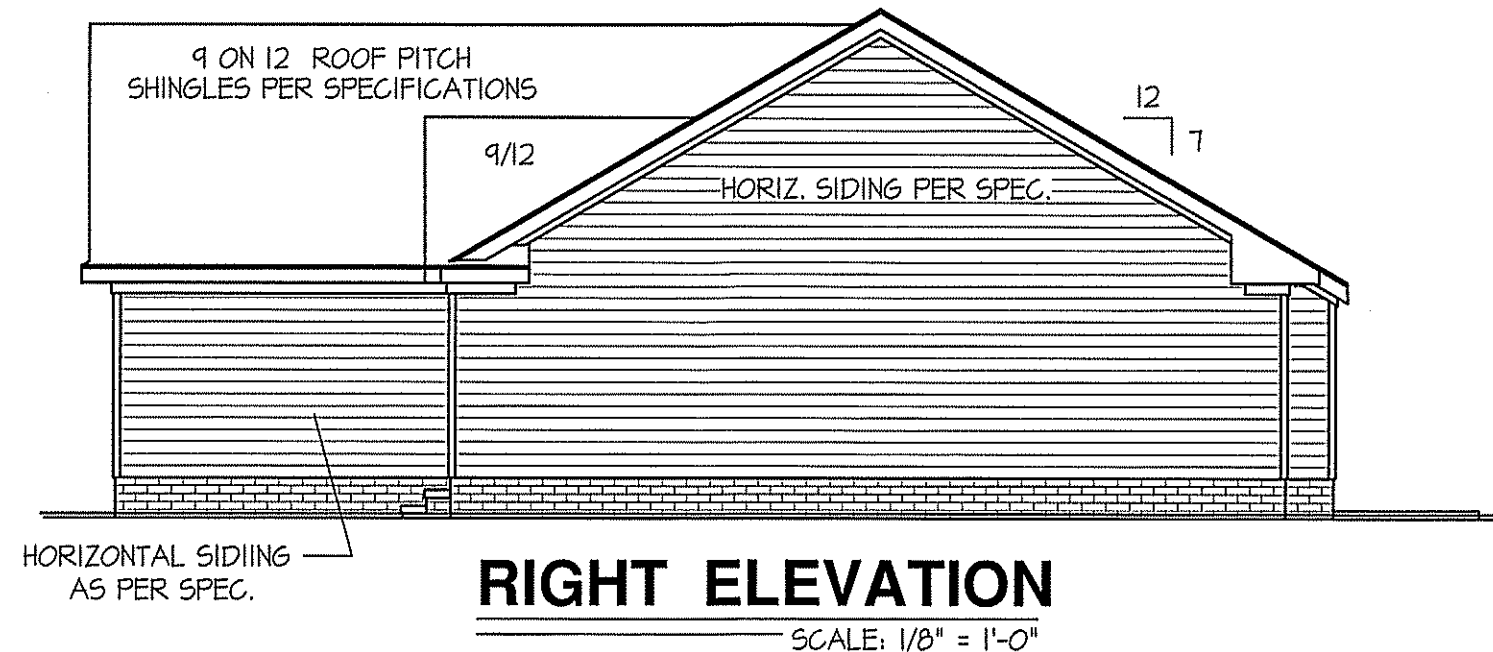 9 ON 12 ROOF PITCH
SHINGLES PER SPECIFICATIONS
9/12
12
7
HORIZ. SIDING PER SPEC.
HORIZONTAL SIDIING
AS PER SPEC.
RIGHT ELEVATION
SCALE: 1/8" = 1'-0"